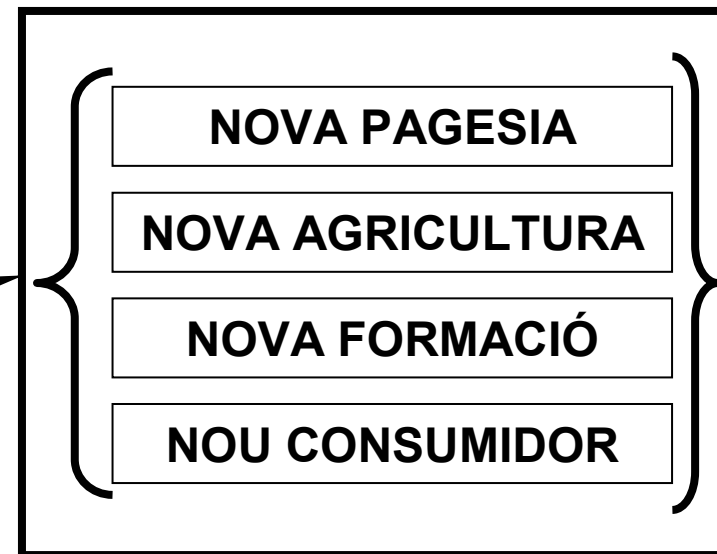 NOVA PAGESIA
NOVA AGRICULTURA
NOVA FORMACIÓ
NOU CONSUMIDOR